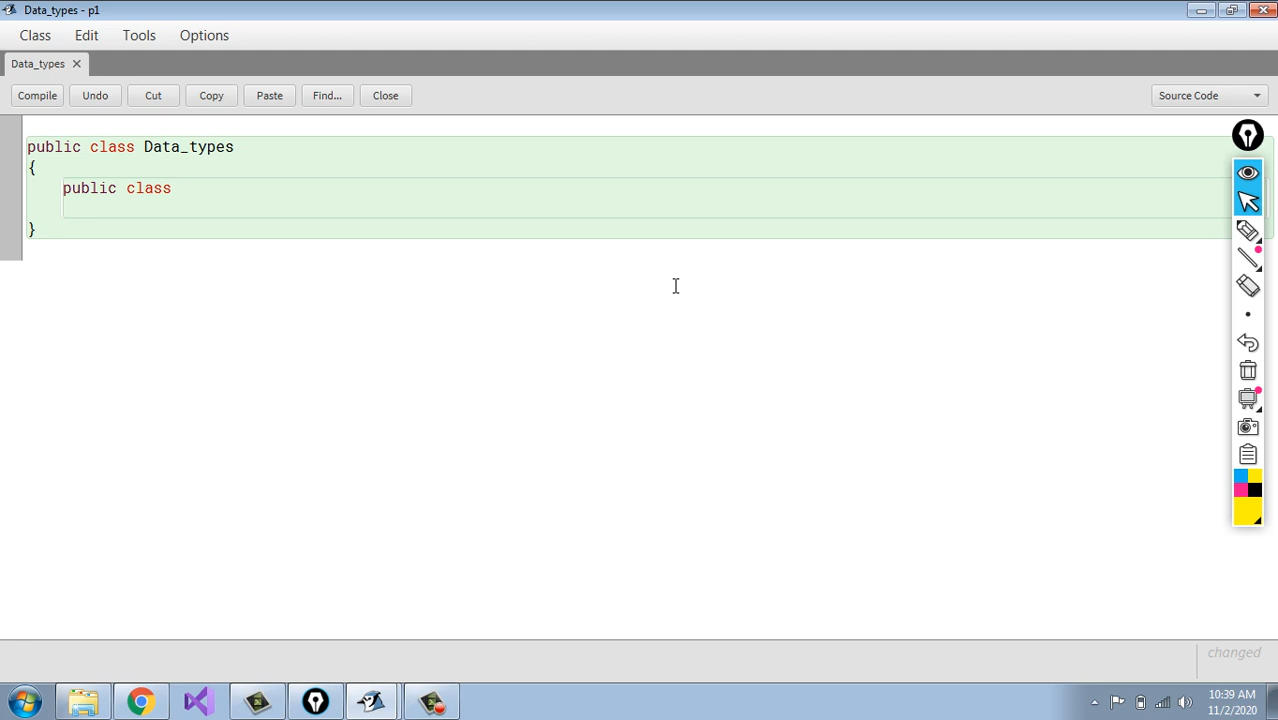 Data_types - p1
Class Edit Tools Options
Data_types
Compile Undo Cut Copy Paste Find... Close Source Code
public class Data_types
{
public class
}
changed
10:39 AM
11/2/2020